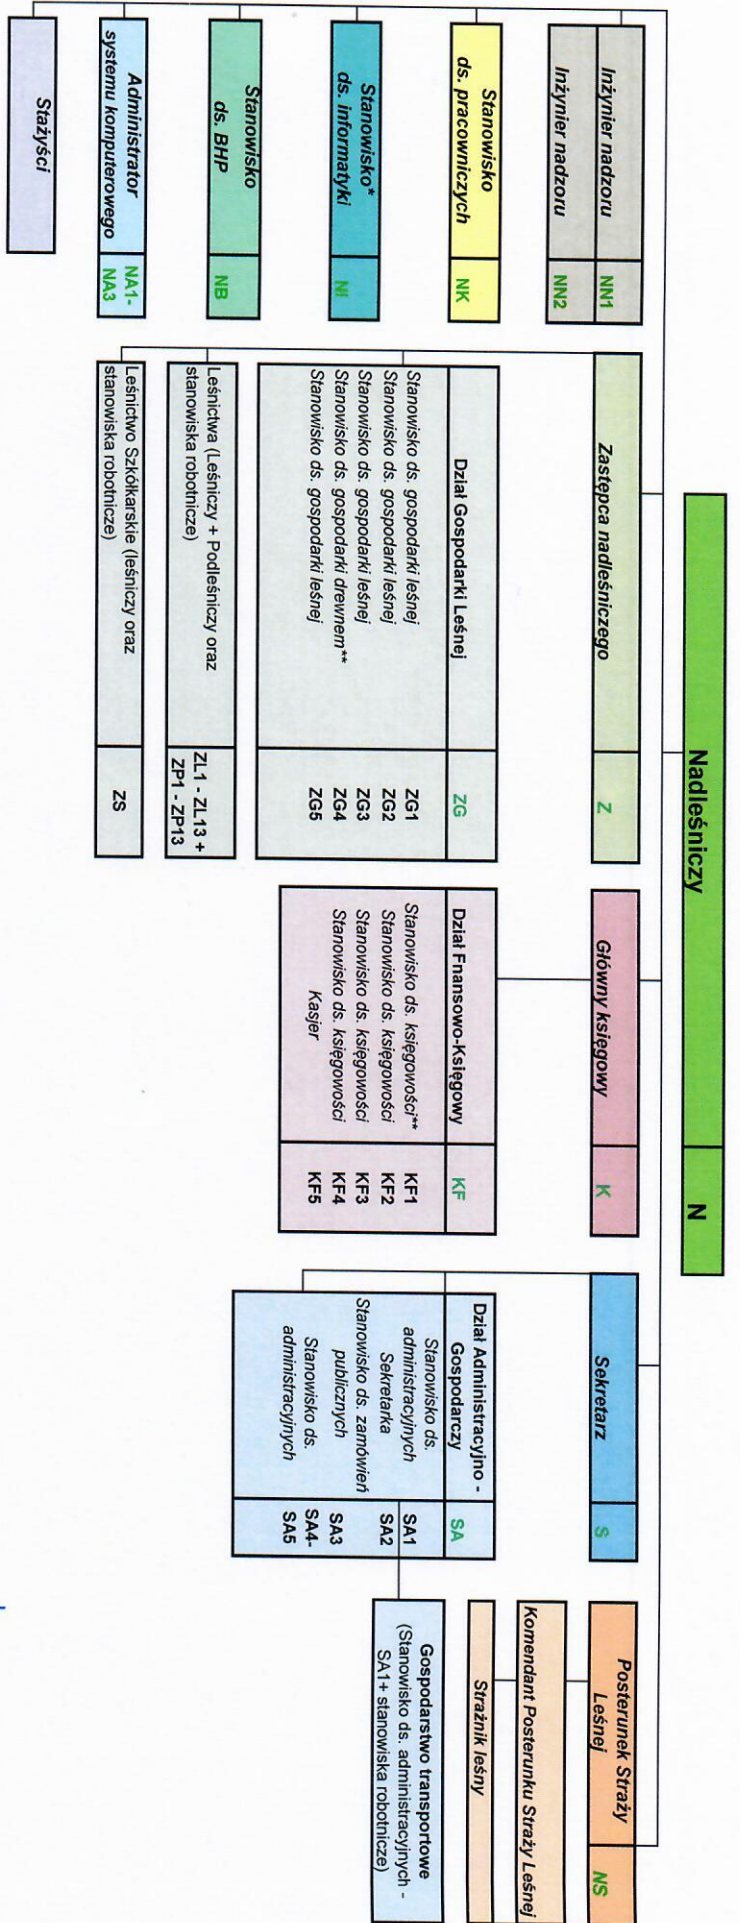 Nadleśniczy N
Inżynier nadzoru NN1
Inżynier nadzoru NN2
Stanowisko
ds. pracowniczych NK
Stanowisko*
ds. informatyki NI
Stanowisko
ds. BHP NB
Administrator
systemu komputerowego
NA1-
NA3
Stażyści
Zastępca nadleśniczego Z
Dział Gospodarki Leśnej ZG
Stanowisko ds. gospodarki leśnej ZG1
Stanowisko ds. gospodarki leśnej ZG2
Stanowisko ds. gospodarki leśnej ZG3
Stanowisko ds. gospodarki drewnem** ZG4
Stanowisko ds. gospodarki leśnej ZG5
Leśnictwa (Leśniczy + Podleśniczy oraz
stanowiska robotnicze)
ZL1 - ZL13 +
ZP1 - ZP13
Leśnictwo Szkółkarskie (leśniczy oraz
stanowiska robotnicze)
ZS
Główny księgowy K
Dział Fnansowo-Księgowy KF
Stanowisko ds. księgowości** KF1
Stanowisko ds. księgowości KF2
Stanowisko ds. księgowości KF3
Stanowisko ds. księgowości KF4
Kasjer KF5
Sekretarz S
Dział Administracyjno -
Gospodarczy
SA
Stanowisko ds.
administracyjnych SA1
Sekretarka SA2
Stanowisko ds. zamówień
publicznych SA3
Stanowisko ds. SA4-
administracyjnych SA5
Posterunek Straży
Leśnej
NS
Komendant Posterunku Straży Leśnej
Strażnik leśny
Gospodarstwo transportowe
(Stanowisko ds. administracyjnych -
SA1+ stanowiska robotnicze)